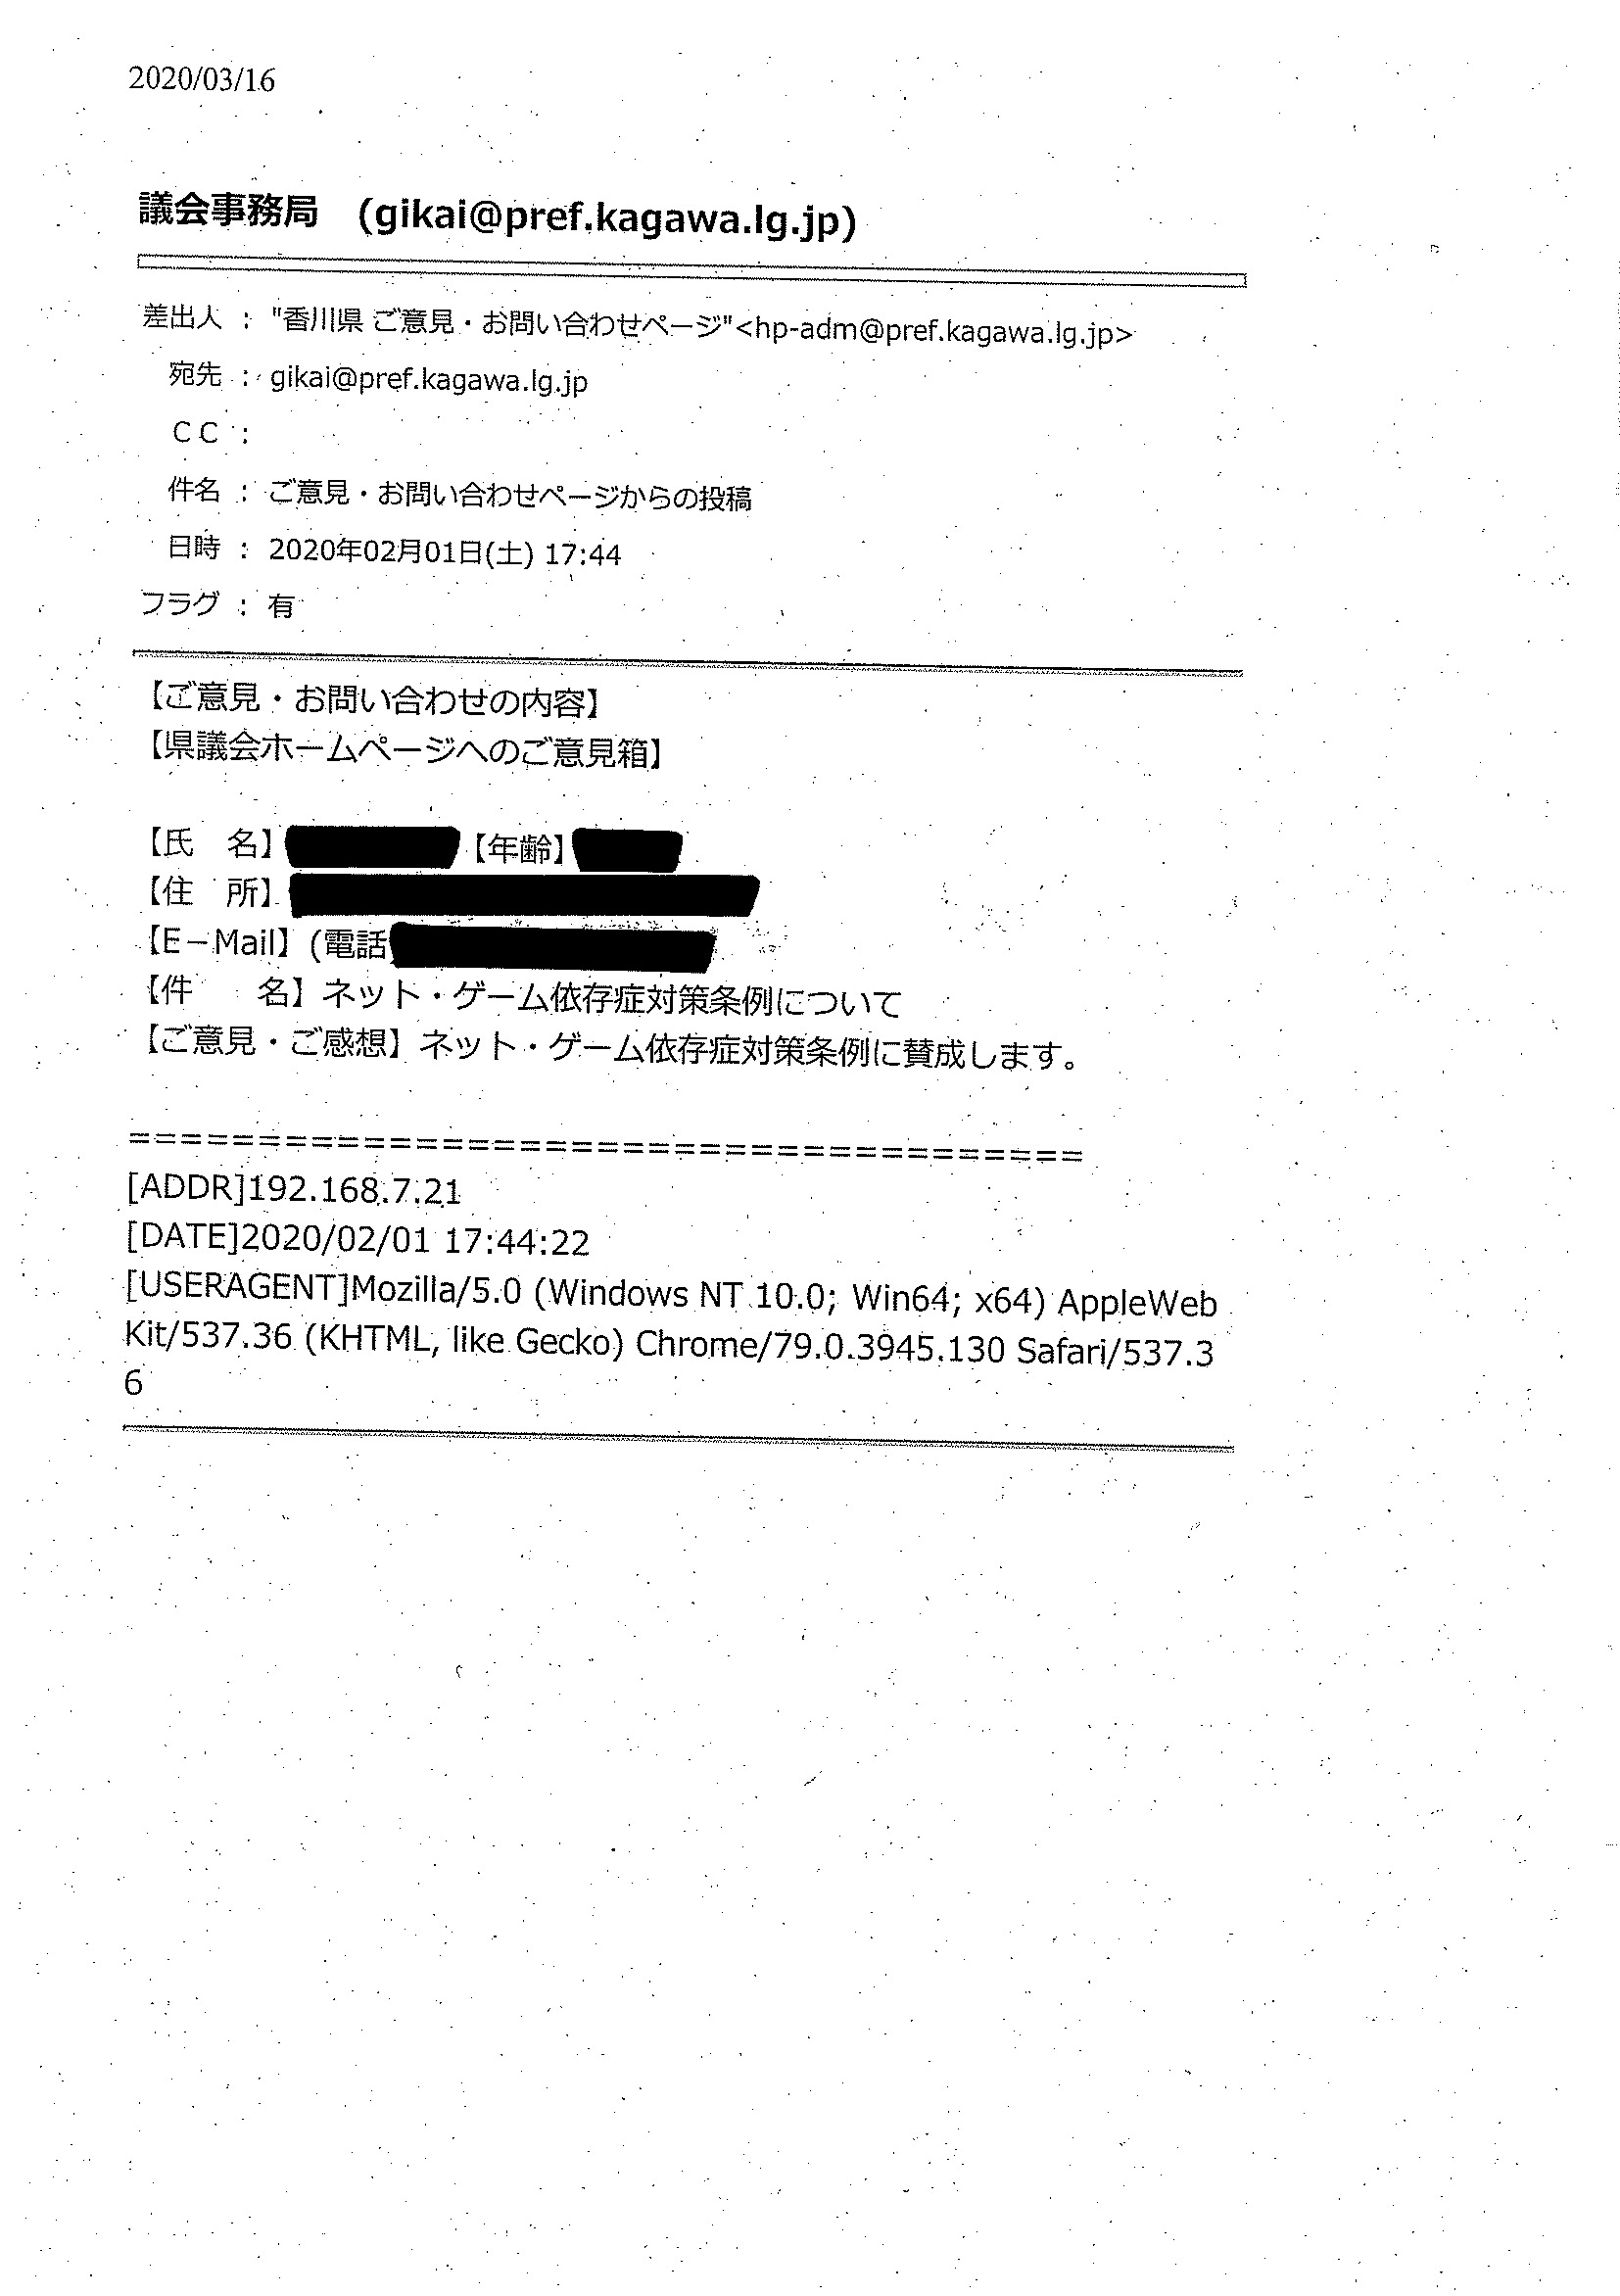 2020/03/16
議会事務局　(gikai@pref.kagawa.lg.jp)
差出人 ： "香川県 ご意見・お問い合わせページ"<hp-adm@pref.kagawa.lg.jp>
宛先 ： gikai@pref.kagawa.lg.jp
ＣＣ ：
件名 ： ご意見・お問い合わせページからの投稿
日時 ： 2020年02月01日(土) 17:44
フラグ ： 有
【ご意見・お問い合わせの内容】
【県議会ホームページへのご意見箱】
【氏　名】 【年齢】
【住　所】
【E－Mail】(電話
【件　　名】ネット・ゲーム依存症対策条例について
【ご意見・ご感想】ネット・ゲーム依存症対策条例に賛成します。
=====================================
[ADDR]192.168.7.21
[DATE]2020/02/01 17:44:22
[USERAGENT]Mozilla/5.0 (Windows NT 10.0; Win64; x64) AppleWeb
Kit/537.36 (KHTML, like Gecko) Chrome/79.0.3945.130 Safari/537.3
6